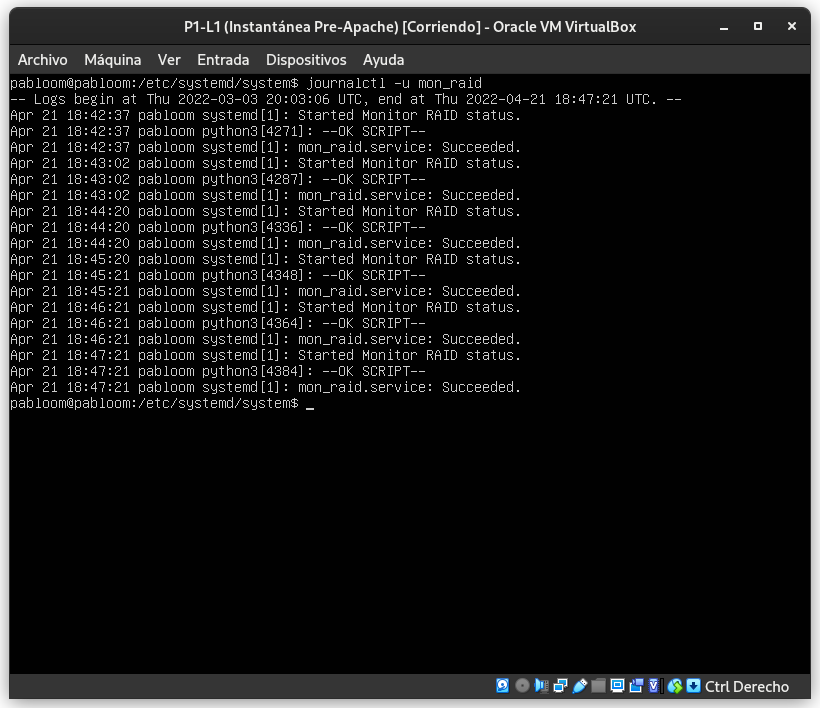 P1-L1 (Instantánea Pre-Apache) [Corriendo] - Oracle VM VirtualBox
Archivo Máquina Ver Entrada Dispositivos Ayuda
pabloom@pabloom:/etc/systemd/system$ journalctl -u mon_raid
-- Logs begin at Thu 2022-03-03 20:03:06 UTC, end at Thu 2022-04-21 18:47:21 UTC. --
Apr 21 18:42:37 pabloom systemd[1]: Started Monitor RAID status.
Apr 21 18:42:37 pabloom python3[4271]: --OK SCRIPT--
Apr 21 18:42:37 pabloom systemd[1]: mon_raid.service: Succeeded.
Apr 21 18:43:02 pabloom systemd[1]: Started Monitor RAID status.
Apr 21 18:43:02 pabloom python3[4287]: --OK SCRIPT--
Apr 21 18:43:02 pabloom systemd[1]: mon_raid.service: Succeeded.
Apr 21 18:44:20 pabloom systemd[1]: Started Monitor RAID status.
Apr 21 18:44:20 pabloom python3[4336]: --OK SCRIPT--
Apr 21 18:44:20 pabloom systemd[1]: mon_raid.service: Succeeded.
Apr 21 18:45:20 pabloom systemd[1]: Started Monitor RAID status.
Apr 21 18:45:21 pabloom python3[4348]: --OK SCRIPT--
Apr 21 18:45:21 pabloom systemd[1]: mon_raid.service: Succeeded.
Apr 21 18:46:21 pabloom systemd[1]: Started Monitor RAID status.
Apr 21 18:46:21 pabloom python3[4364]: --OK SCRIPT--
Apr 21 18:46:21 pabloom systemd[1]: mon_raid.service: Succeeded.
Apr 21 18:47:21 pabloom systemd[1]: Started Monitor RAID status.
Apr 21 18:47:21 pabloom python3[4384]: --OK SCRIPT--
Apr 21 18:47:21 pabloom systemd[1]: mon_raid.service: Succeeded.
pabloom@pabloom:/etc/systemd/system$ _
Ctrl Derecho